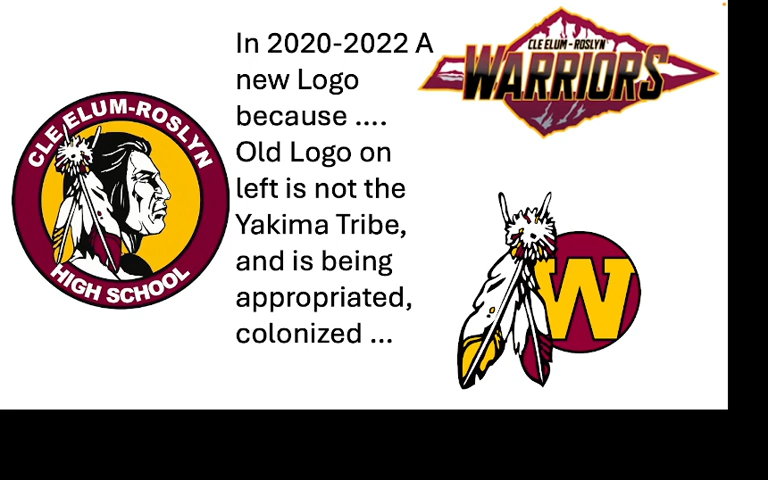 CLE ELUM-ROSLYN
HIGH SCHOOL
In 2020-2022 A
new Logo
because ....
Old Logo on
left is not the
Yakima Tribe,
and is being
appropriated,
colonized ...
CLE ELUM - ROSLYN
WARRIORS
W